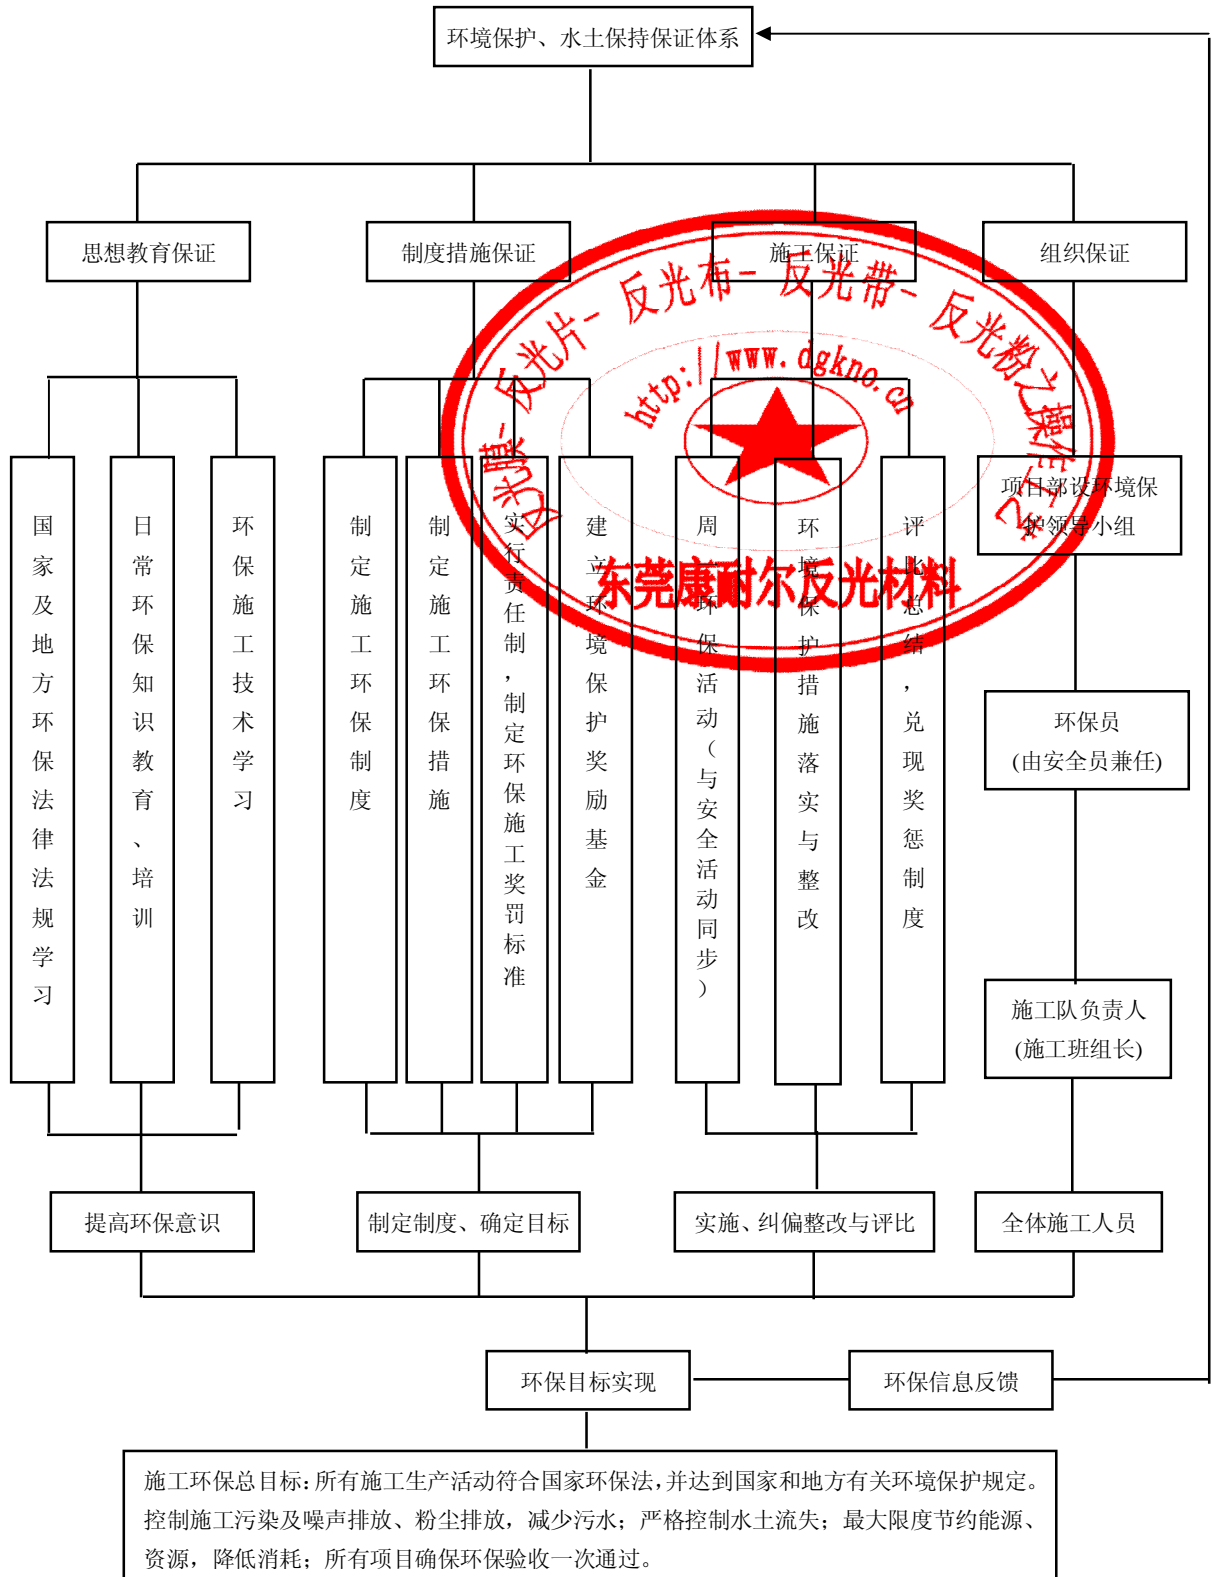 环境保护、水土保持保证体系
思想教育保证
制度措施保证
施工保证
组织保证
反光膜- 反光片- 反光布- 反光带- 反光粉之操作工艺
http://www.dgkno.cn
东莞康耐尔反光材料
国家及地方环保法律法规学习
日常环保知识教育、培训
环保施工技术学习
制定施工环保制度
制定施工环保措施
实行责任制,制定环保施工奖罚标准
建立环境保护奖励基金
周一环保活动（与安全活动同步）
环境保护措施落实与整改
评比总结,兑现奖惩制度
项目部设环境保
护领导小组
环保员
(由安全员兼任)
施工队负责人
(施工班组长)
提高环保意识
制定制度、确定目标
实施、纠偏整改与评比
全体施工人员
环保目标实现
环保信息反馈
施工环保总目标:所有施工生产活动符合国家环保法,并达到国家和地方有关环境保护规定。
控制施工污染及噪声排放、粉尘排放，减少污水；严格控制水土流失；最大限度节约能源、
资源，降低消耗；所有项目确保环保验收一次通过。